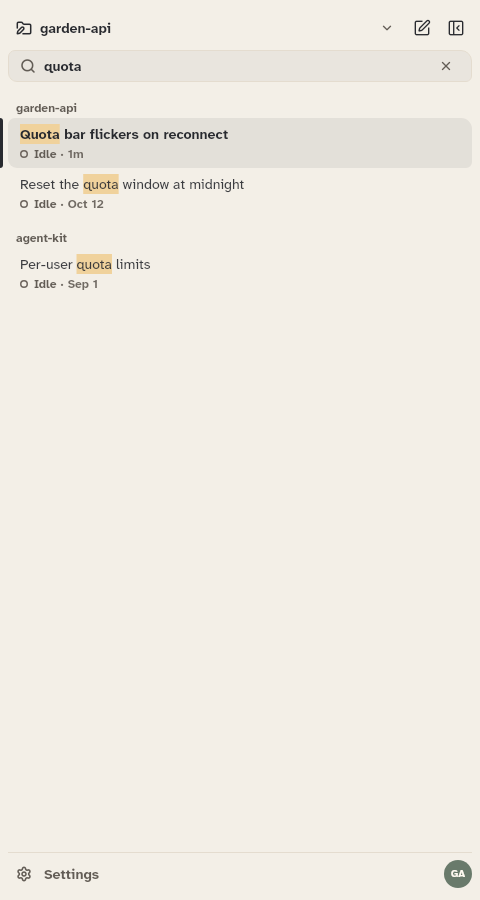 garden-api
quota
garden-api
Quota bar flickers on reconnect
Idle · 1m
Reset the quota window at midnight
Idle · Oct 12
agent-kit
Per-user quota limits
Idle · Sep 1
Settings
GA